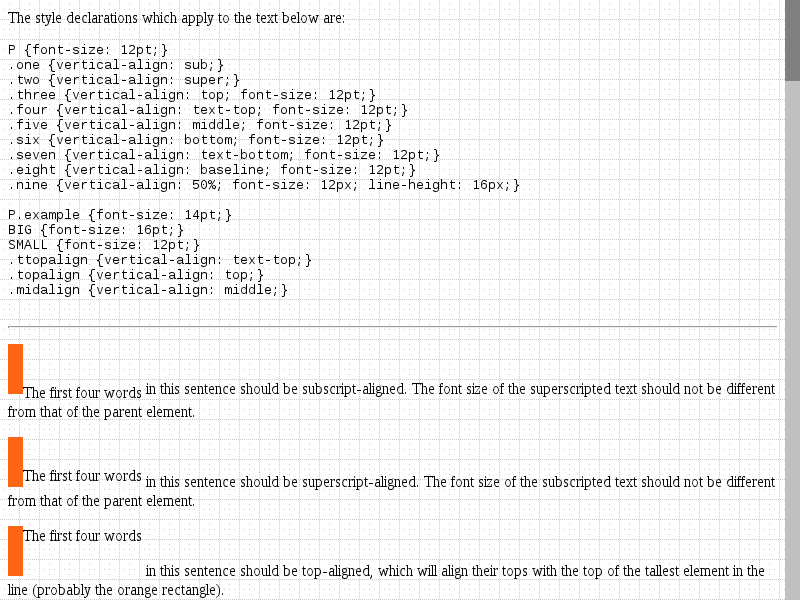 The style declarations which apply to the text below are:
P {font-size: 12pt;}
.one {vertical-align: sub;}
.two {vertical-align: super;}
.three {vertical-align: top; font-size: 12pt;}
.four {vertical-align: text-top; font-size: 12pt;}
.five {vertical-align: middle; font-size: 12pt;}
.six {vertical-align: bottom; font-size: 12pt;}
.seven {vertical-align: text-bottom; font-size: 12pt;}
.eight {vertical-align: baseline; font-size: 12pt;}
.nine {vertical-align: 50%; font-size: 12px; line-height: 16px;}
P.example {font-size: 14pt;}
BIG {font-size: 16pt;}
SMALL {font-size: 12pt;}
.ttopalign {vertical-align: text-top;}
.topalign {vertical-align: top;}
.midalign {vertical-align: middle;}
The first four words in this sentence should be subscript-aligned. The font size of the superscripted text should not be different
from that of the parent element.
The first four words in this sentence should be superscript-aligned. The font size of the subscripted text should not be different
from that of the parent element.
The first four words
in this sentence should be top-aligned, which will align their tops with the top of the tallest element in the
line (probably the orange rectangle).